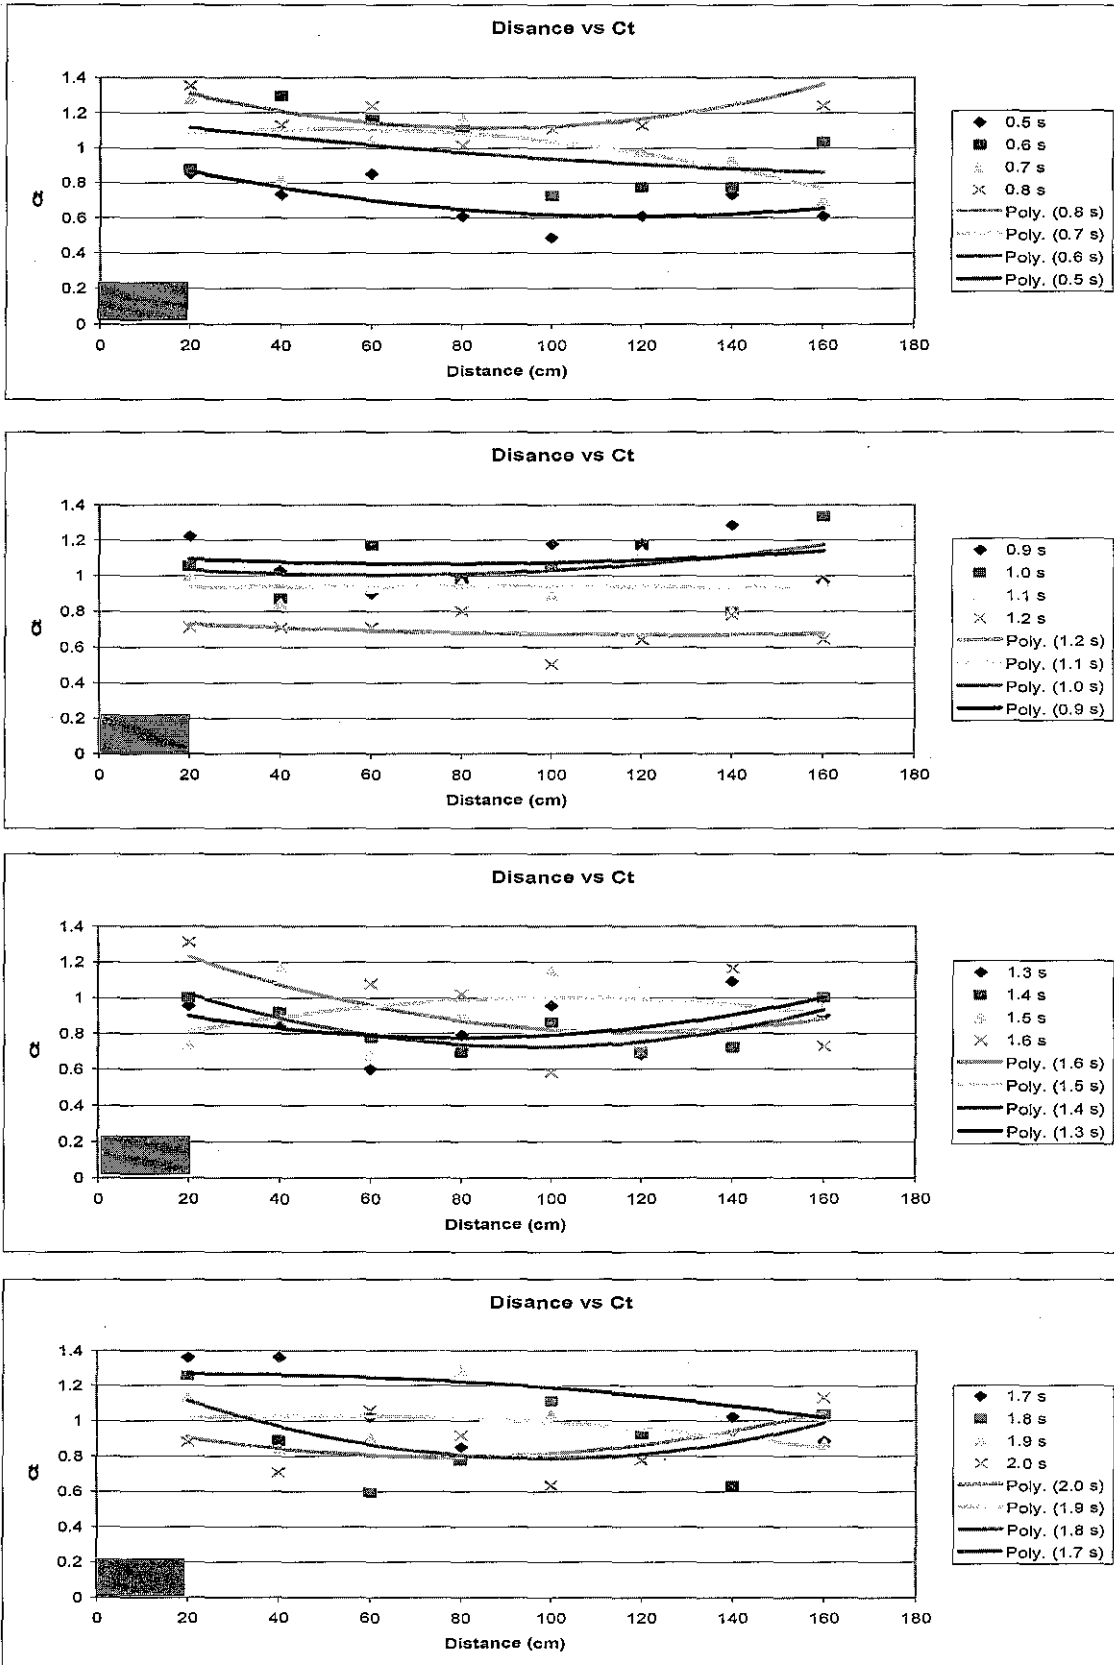 Disance vs Ct
1.4
1.2
1
0.8
0.6
0.4
0.2
0
Ct
0 20 40 60 80 100 120 140 160 180
Distance (cm)
0.5 s
0.6 s
0.7 s
0.8 s
Poly. (0.8 s)
Poly. (0.7 s)
Poly. (0.6 s)
Poly. (0.5 s)
Disance vs Ct
1.4
1.2
1
0.8
0.6
0.4
0.2
0
Ct
0 20 40 60 80 100 120 140 160 180
Distance (cm)
0.9 s
1.0 s
1.1 s
1.2 s
Poly. (1.2 s)
Poly. (1.1 s)
Poly. (1.0 s)
Poly. (0.9 s)
Disance vs Ct
1.4
1.2
1
0.8
0.6
0.4
0.2
0
Ct
0 20 40 60 80 100 120 140 160 180
Distance (cm)
1.3 s
1.4 s
1.5 s
1.6 s
Poly. (1.6 s)
Poly. (1.5 s)
Poly. (1.4 s)
Poly. (1.3 s)
Disance vs Ct
1.4
1.2
1
0.8
0.6
0.4
0.2
0
Ct
0 20 40 60 80 100 120 140 160 180
Distance (cm)
1.7 s
1.8 s
1.9 s
2.0 s
Poly. (2.0 s)
Poly. (1.9 s)
Poly. (1.8 s)
Poly. (1.7 s)